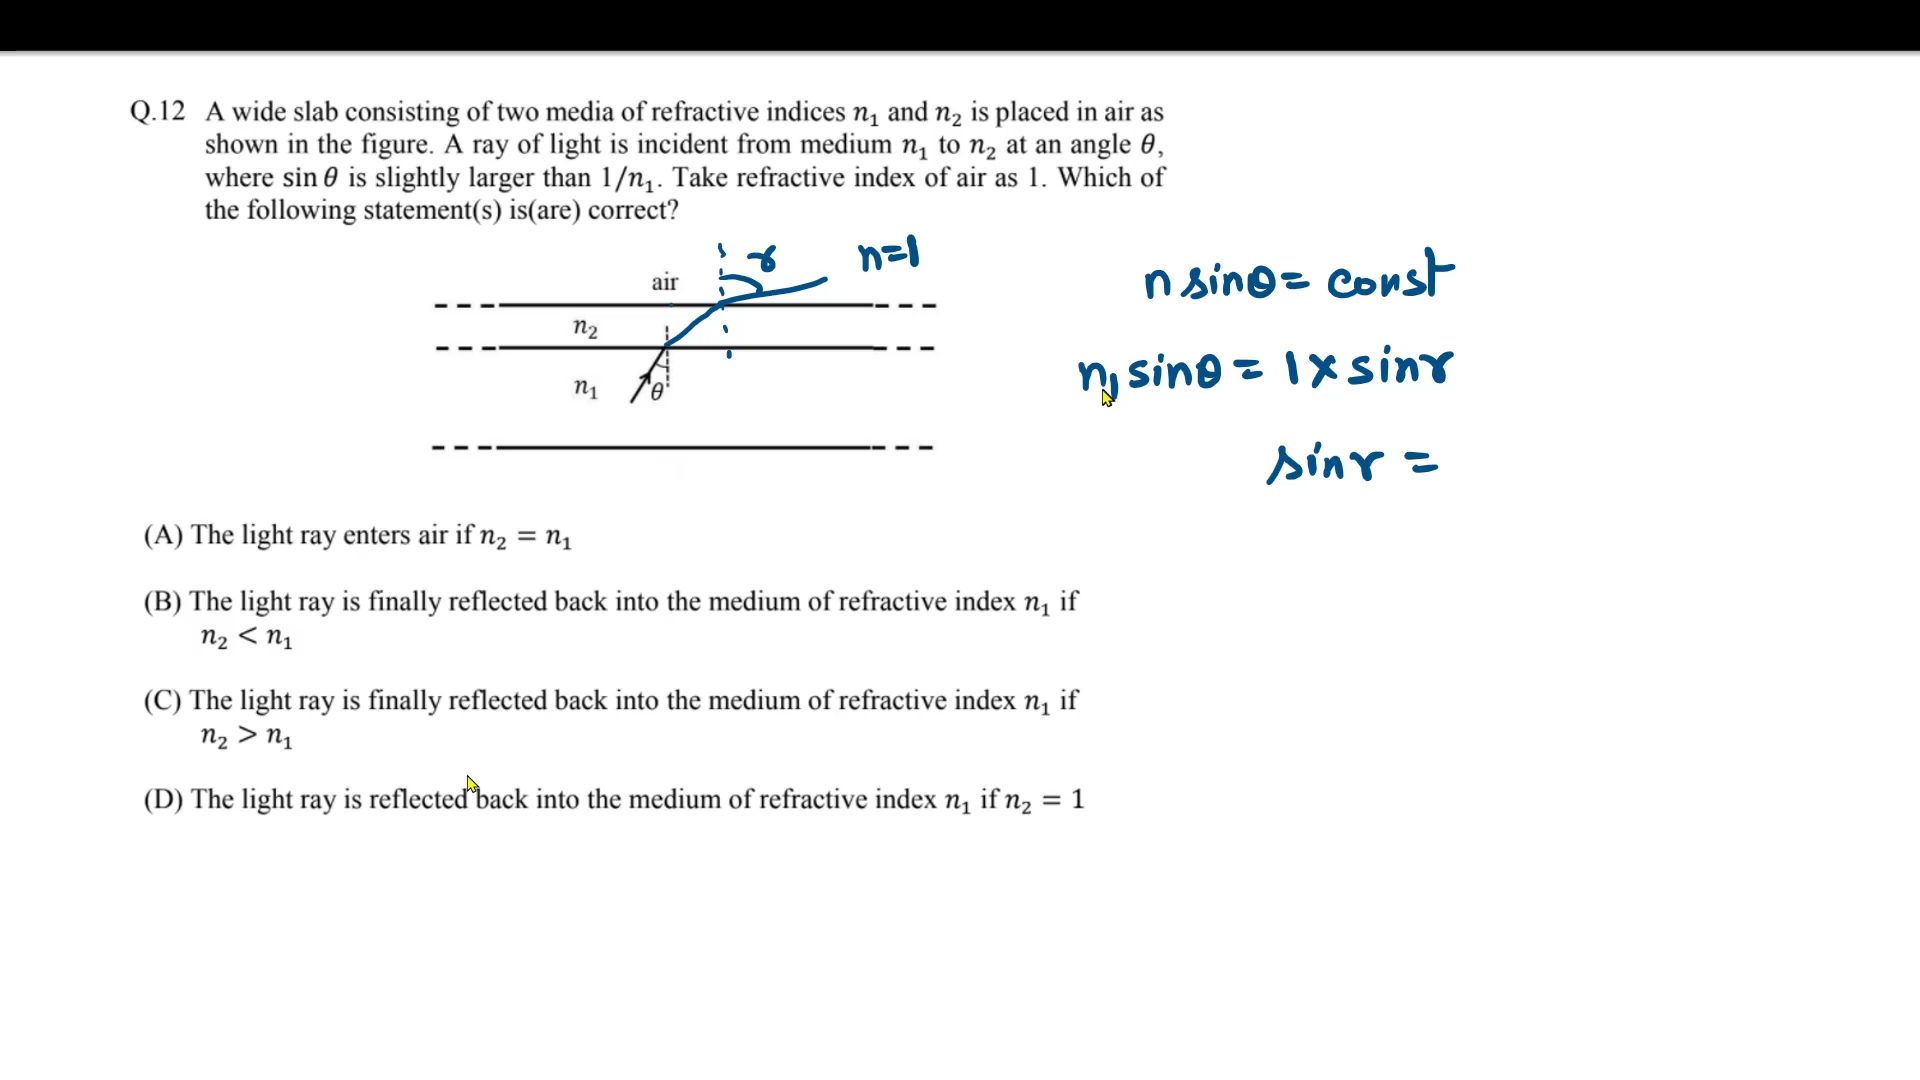 Q.12 A wide slab consisting of two media of refractive indices n₁ and n₂ is placed in air as
shown in the figure. A ray of light is incident from medium n₁ to n₂ at an angle θ,
where sin θ is slightly larger than 1/n₁. Take refractive index of air as 1. Which of
the following statement(s) is(are) correct?
air
r
n=1
n₂
n₁
θ
n sinθ = const
n₁ sinθ = 1 × sinr
sinr =
(A) The light ray enters air if n₂ = n₁
(B) The light ray is finally reflected back into the medium of refractive index n₁ if
n₂ < n₁
(C) The light ray is finally reflected back into the medium of refractive index n₁ if
n₂ > n₁
(D) The light ray is reflected back into the medium of refractive index n₁ if n₂ = 1